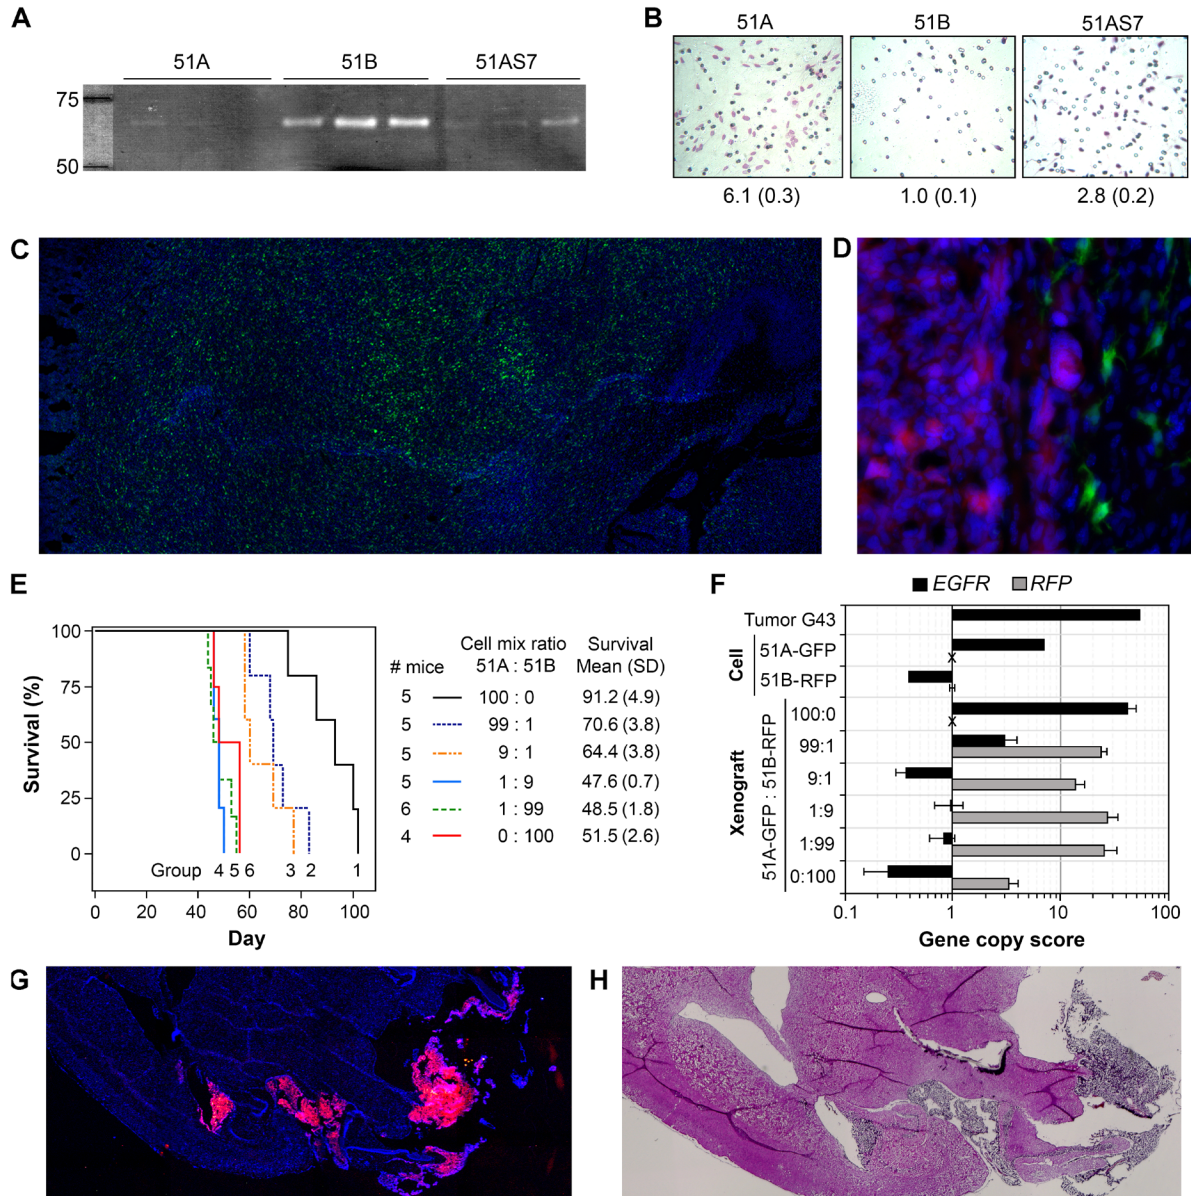 A
51A 51B 51AS7
75
50
B
51A 51B 51AS7
6.1 (0.3) 1.0 (0.1) 2.8 (0.2)
C
D
E
Survival (%)
100
75
50
25
0
Group 4 5 6 3 2 1
0 20 40 60 80 100
Day
# mice Cell mix ratio 51A : 51B Survival Mean (SD)
5 100 : 0 91.2 (4.9)
5 99 : 1 70.6 (3.8)
5 9 : 1 64.4 (3.8)
5 1 : 9 47.6 (0.7)
6 1 : 99 48.5 (1.8)
4 0 : 100 51.5 (2.6)
F
EGFR RFP
Tumor G43
Cell
51A-GFP
x
51B-RFP
Xenograft
51A-GFP : 51B-RFP
100:0
x
99:1
9:1
1:9
1:99
0:100
0.1 1 10 100
Gene copy score
G
H